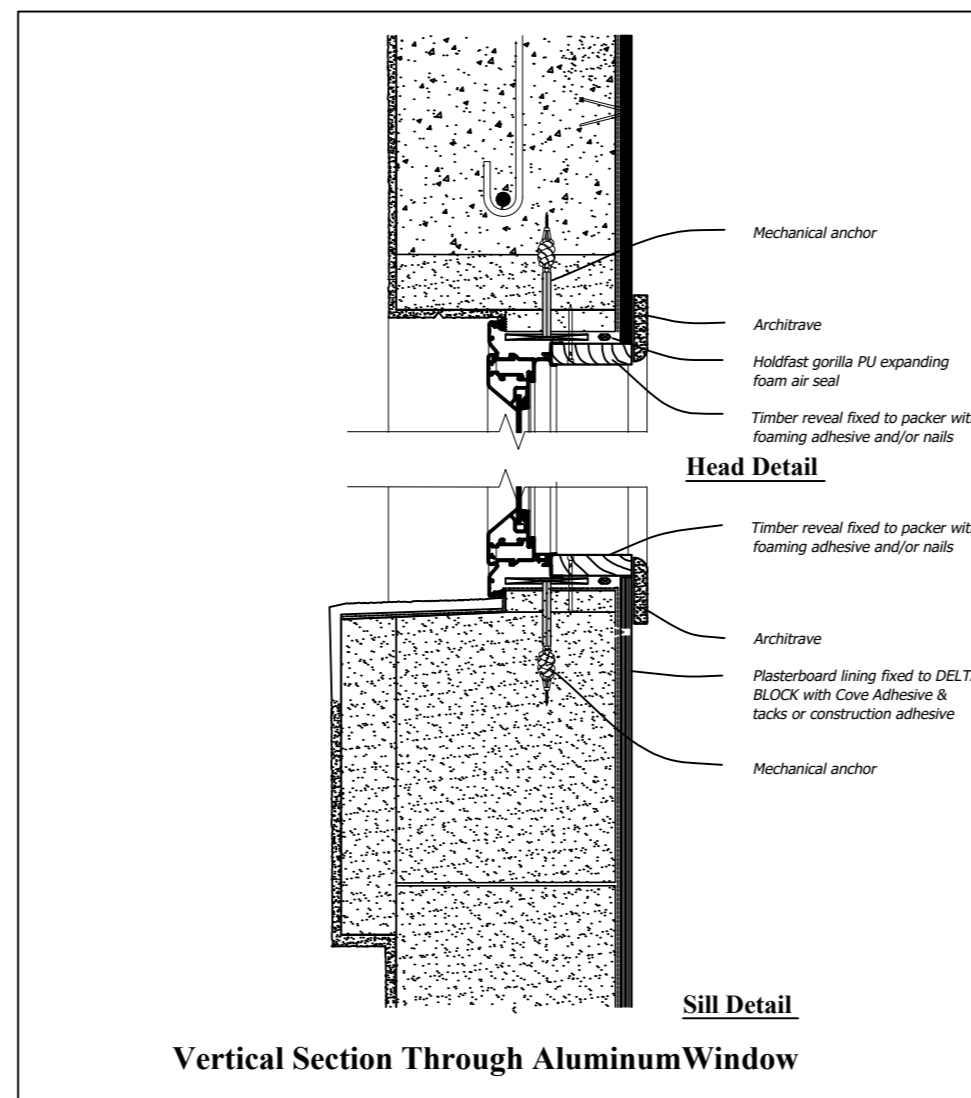 Mechanical anchor
Architrave
Holdfast gorilla PU expanding
foam air seal
Timber reveal fixed to packer wit
foaming adhesive and/or nails
Head Detail
Timber reveal fixed to packer wit
foaming adhesive and/or nails
Architrave
Plasterboard lining fixed to DELT
BLOCK with Cove Adhesive &
tacks or construction adhesive
Mechanical anchor
Sill Detail
Vertical Section Through AluminumWindow